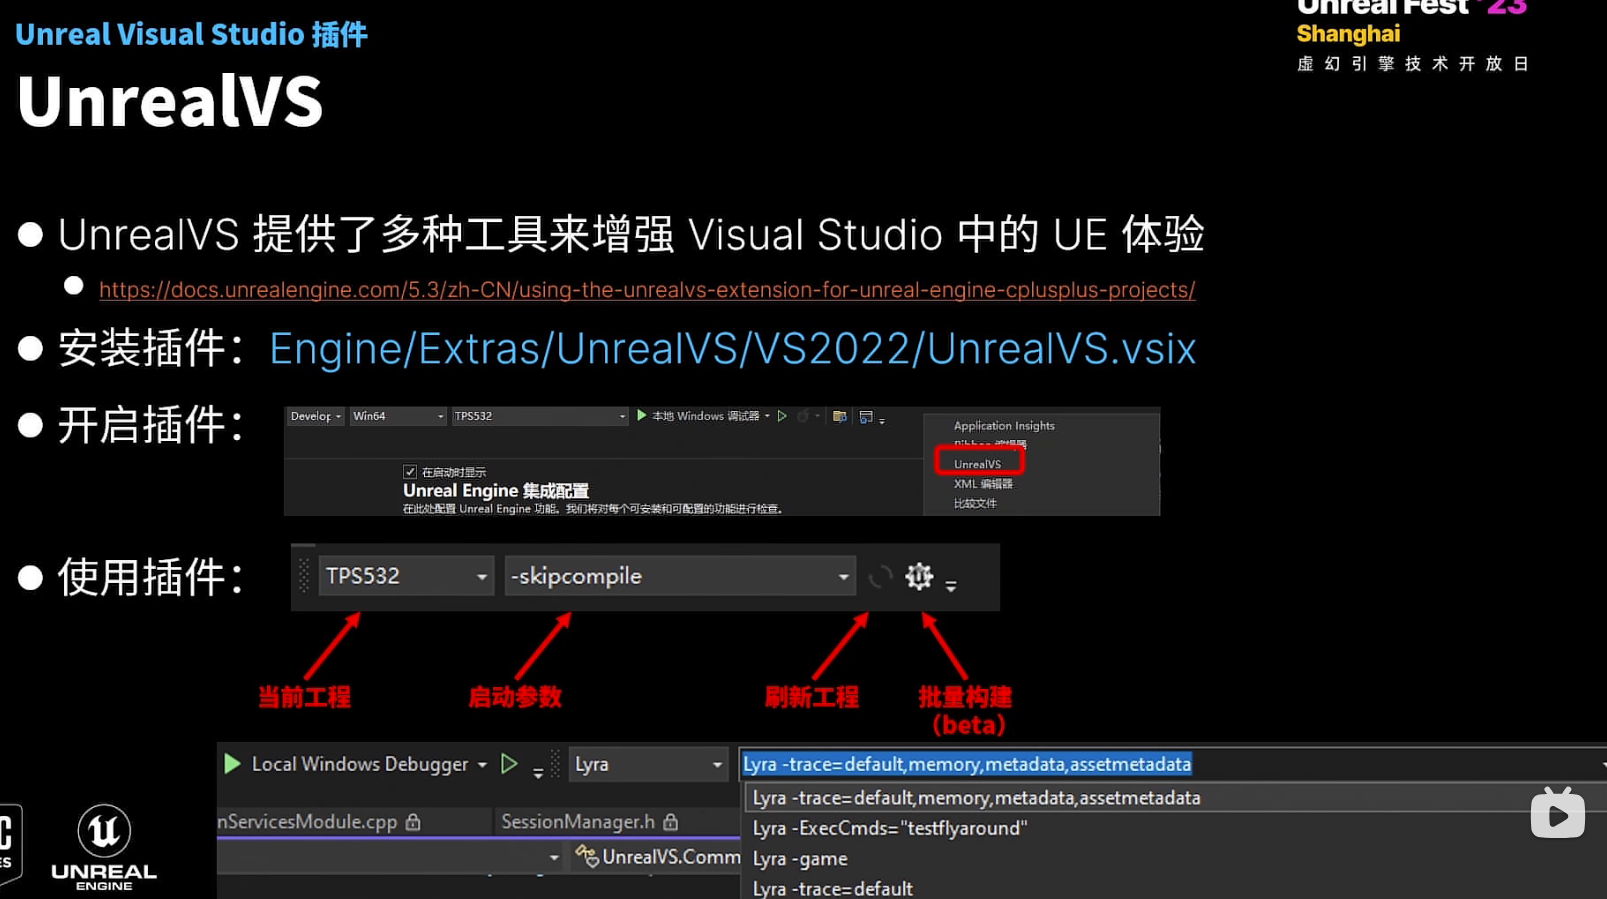 Unreal Visual Studio 插件
UnrealVS
Unreal Fest '23
Shanghai
虚幻引擎技术开放日
UnrealVS 提供了多种工具来增强 Visual Studio 中的 UE 体验
https://docs.unrealengine.com/5.3/zh-CN/using-the-unrealvs-extension-for-unreal-engine-cplusplus-projects/
安装插件：Engine/Extras/UnrealVS/VS2022/UnrealVS.vsix
开启插件：
Develop Win64 TPS532 本地 Windows 调试器
在启动时显示
Unreal Engine 集成配置
在此处配置 Unreal Engine 功能。我们将对每个可安装和可配置的功能进行检查。
Application Insights
Ribbon 编辑器
UnrealVS
XML 编辑器
比较文件
使用插件：
TPS532 -skipcompile
当前工程 启动参数 刷新工程 批量构建
(beta)
Local Windows Debugger Lyra Lyra -trace=default,memory,metadata,assetmetadata
Lyra -trace=default,memory,metadata,assetmetadata
nServicesModule.cpp SessionManager.h
Lyra -ExecCmds="testflyaround"
UnrealVS.Comm
Lyra -game
Lyra -trace=default
UNREAL
ENGINE